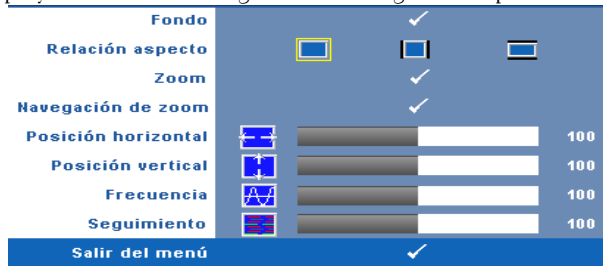 Fondo
Relación aspecto
Zoom
Navegación de zoom
Posición horizontal 100
Posición vertical 100
Frecuencia 100
Seguimiento 100
Salir del menú